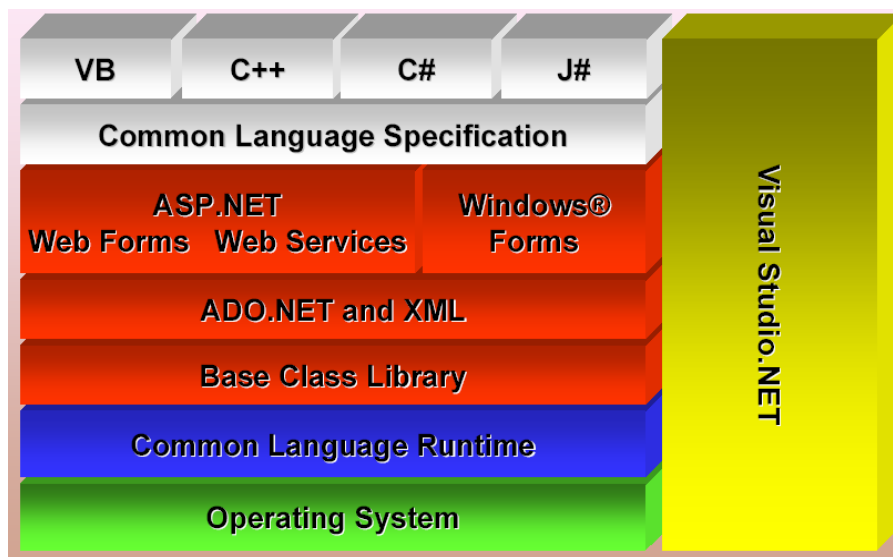 VB
C++
C#
J#
Common Language Specification
ASP.NET
Web Forms Web Services
Windows®
Forms
ADO.NET and XML
Base Class Library
Common Language Runtime
Operating System
Visual Studio.NET